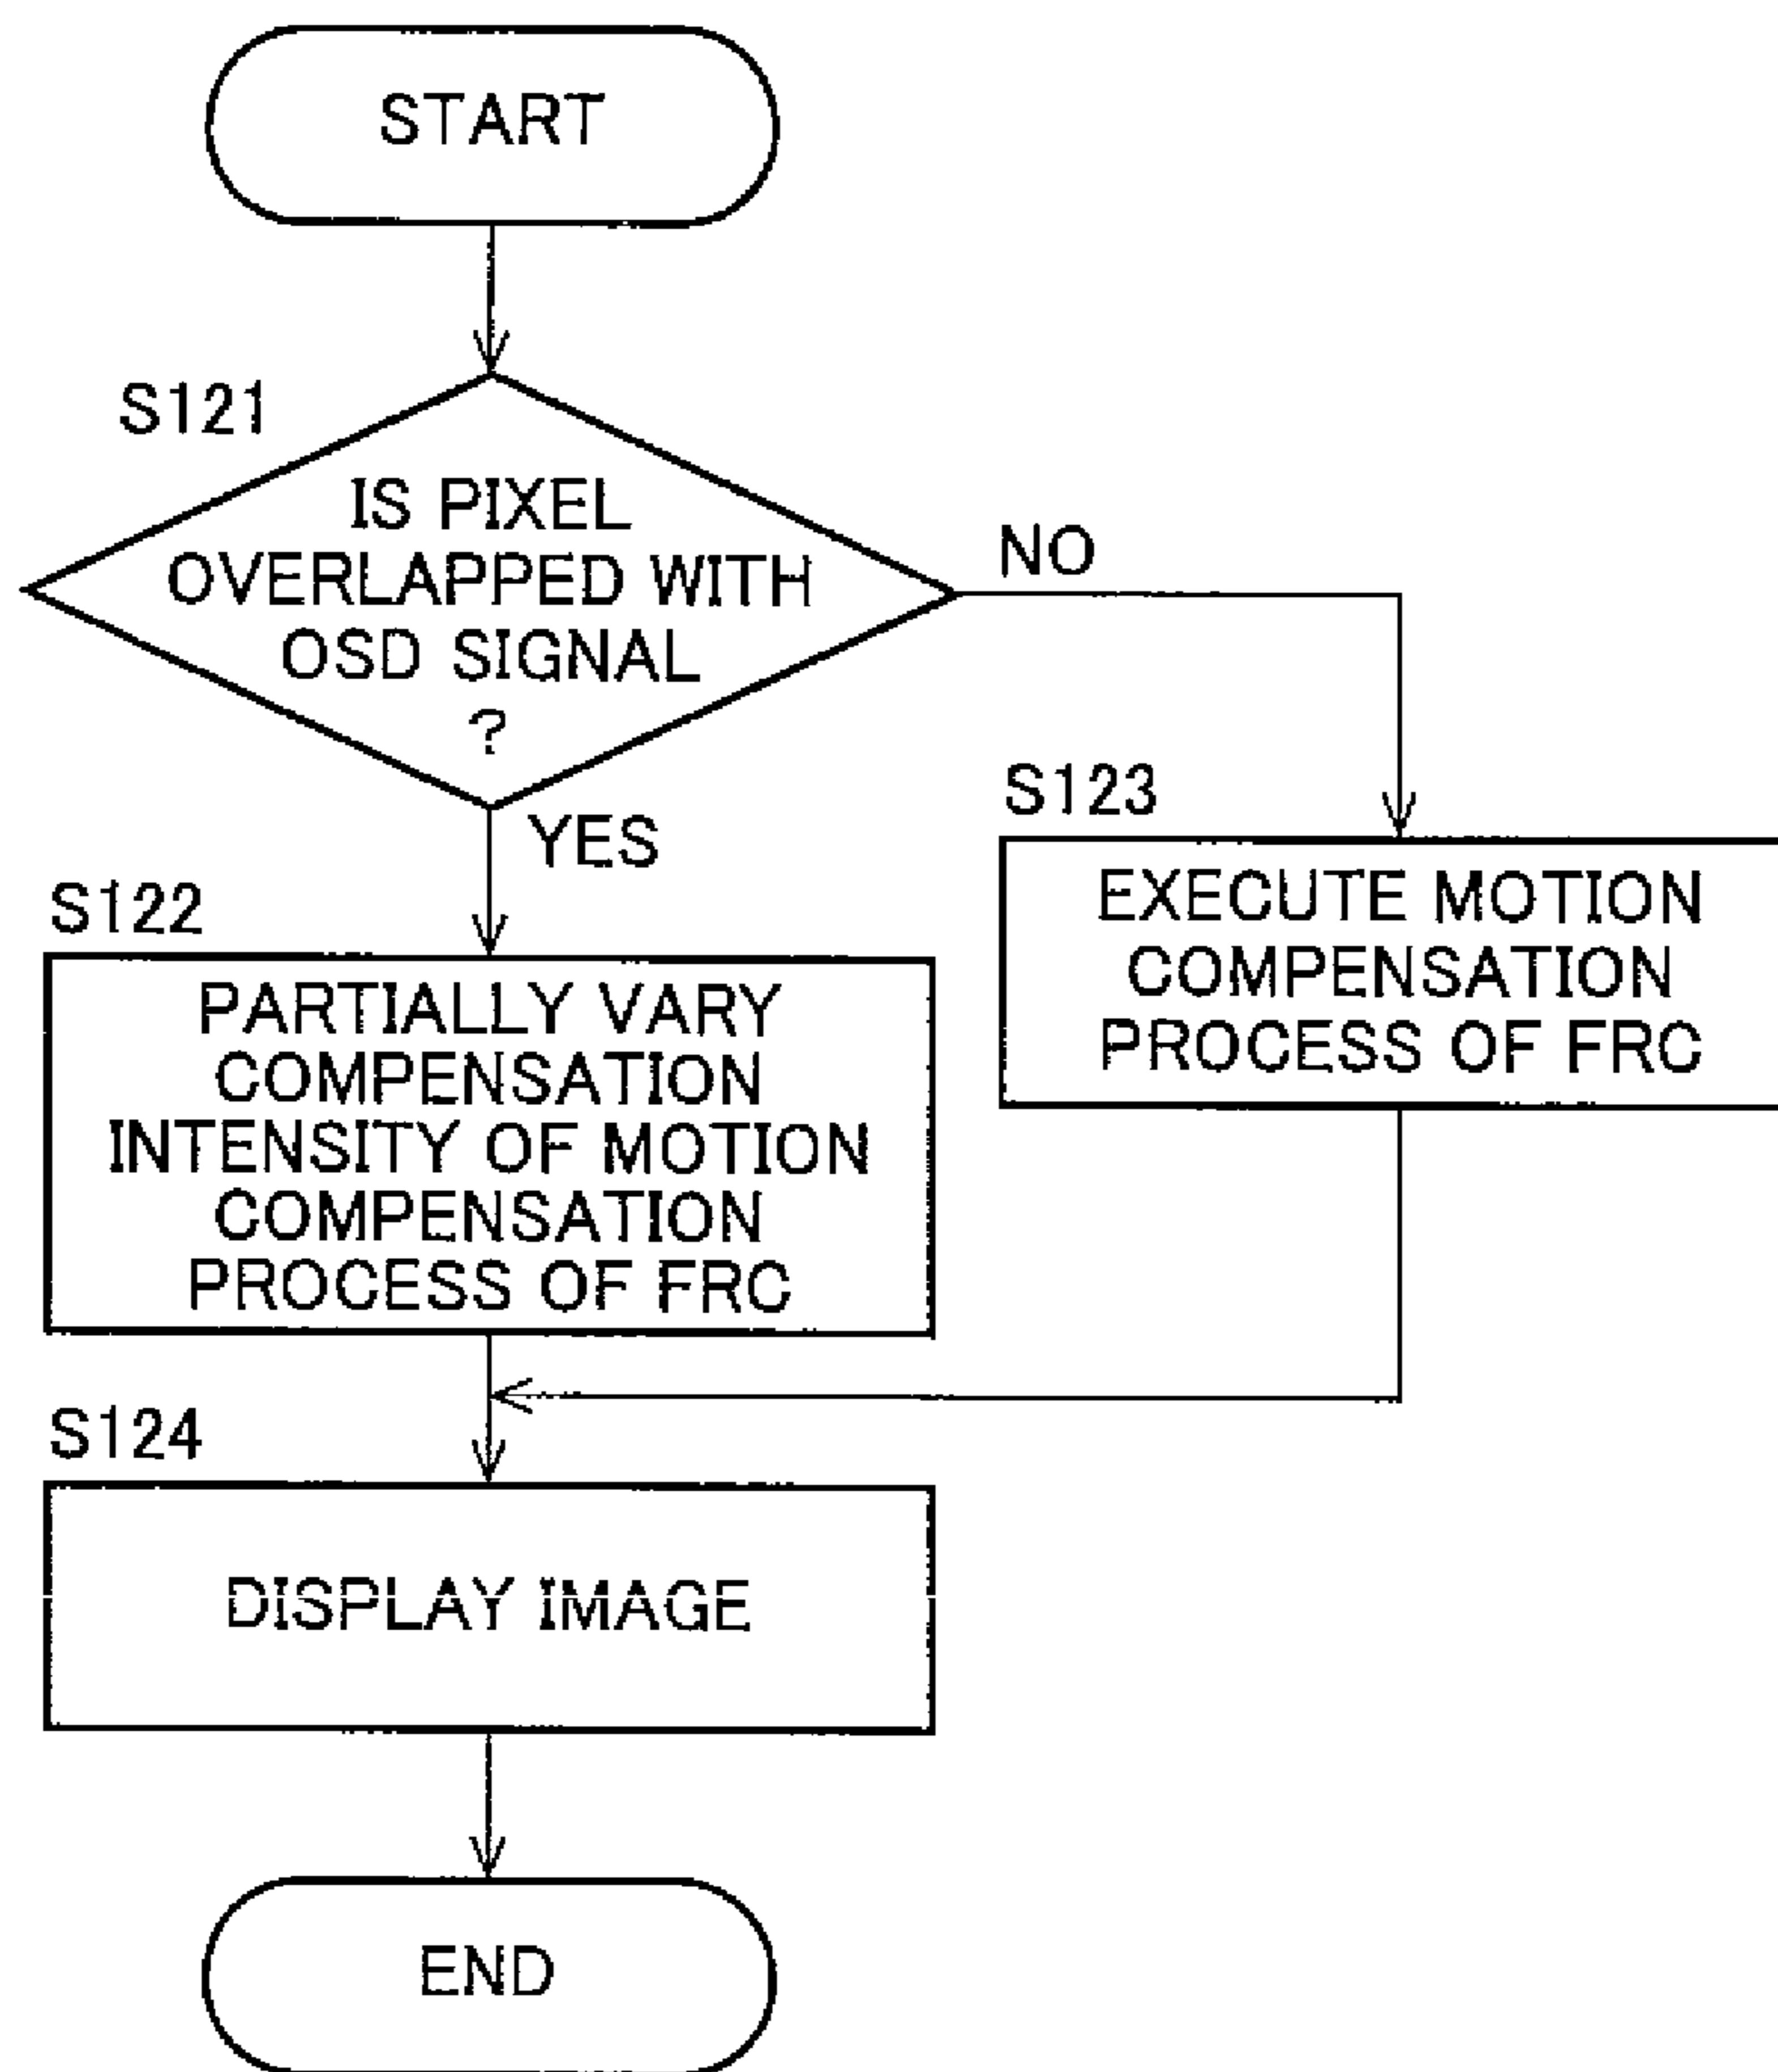 START
S121
IS PIXEL
OVERLAPPED WITH
OSD SIGNAL
?
NO
YES
S122
PARTIALLY VARY
COMPENSATION
INTENSITY OF MOTION
COMPENSATION
PROCESS OF FRC
S123
EXECUTE MOTION
COMPENSATION
PROCESS OF FRC
S124
DISPLAY IMAGE
END